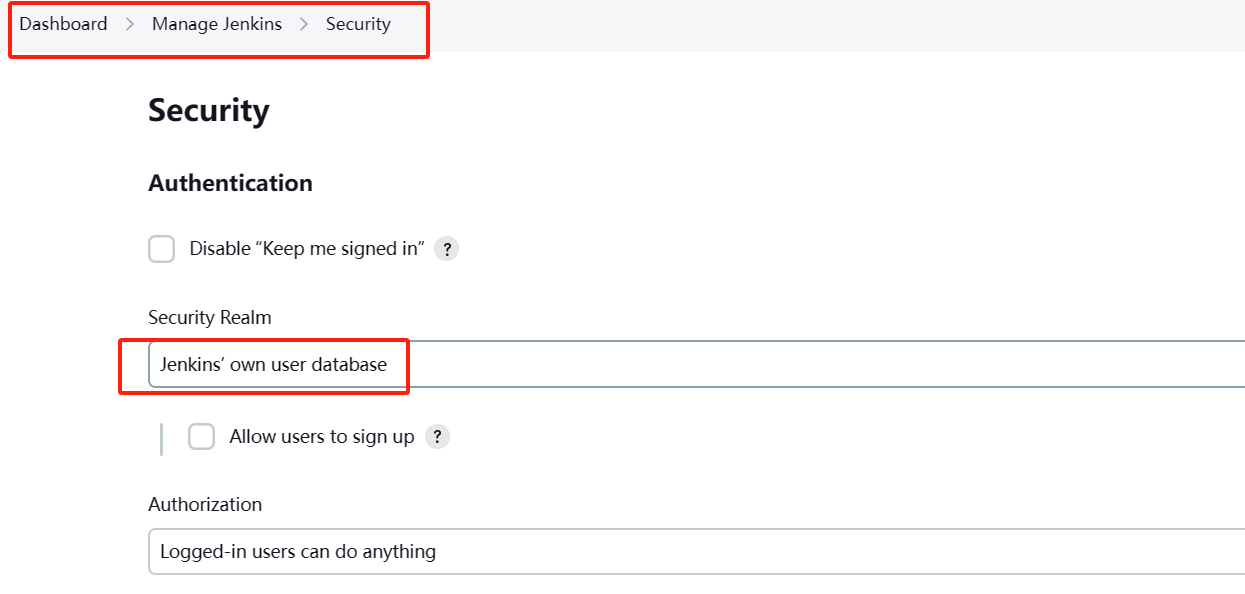 Dashboard > Manage Jenkins > Security
Security
Authentication
Disable “Keep me signed in” ?
Security Realm
Jenkins’ own user database
Allow users to sign up ?
Authorization
Logged-in users can do anything